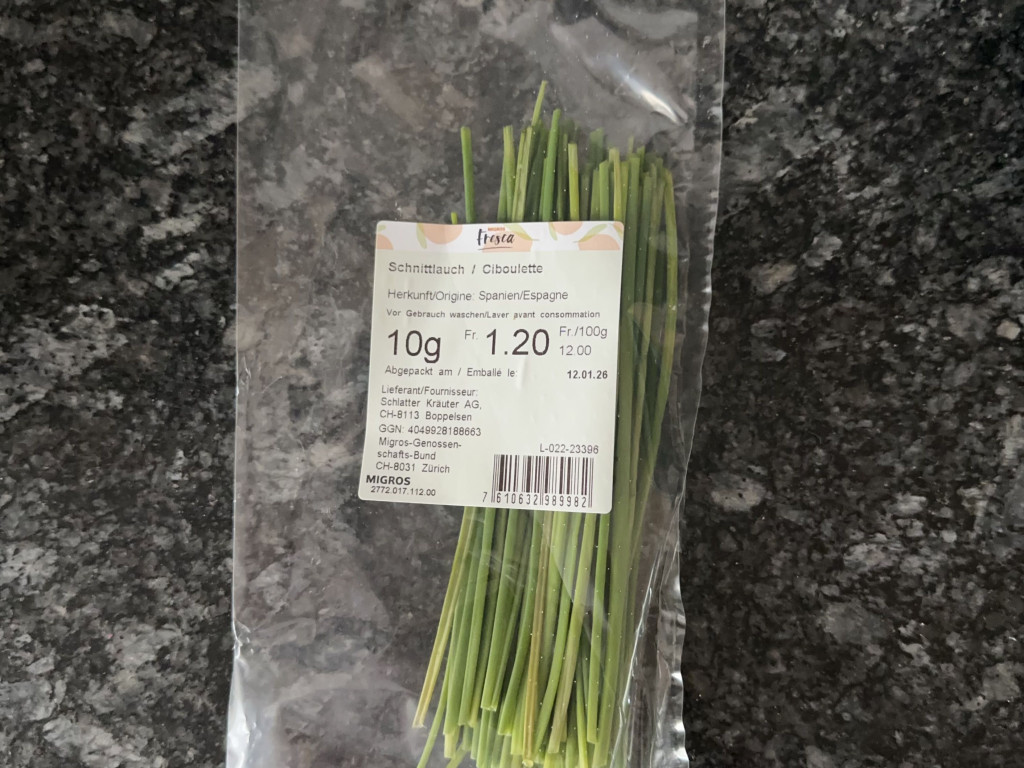 MIGROS
Fresca
Schnittlauch / Ciboulette
Herkunft/Origine: Spanien/Espagne
Vor Gebrauch waschen/Laver avant consommation
10g Fr. 1.20 Fr./100g
12.00
Abgepackt am / Emballé le: 12.01.26
Lieferant/Fournisseur:
Schlatter Kräuter AG,
CH-8113 Boppelsen
GGN: 4049928188663
Migros-Genossen-
schafts-Bund
CH-8031 Zürich
L-022-23396
MIGROS
2772.017.112.00
7 610632 989982